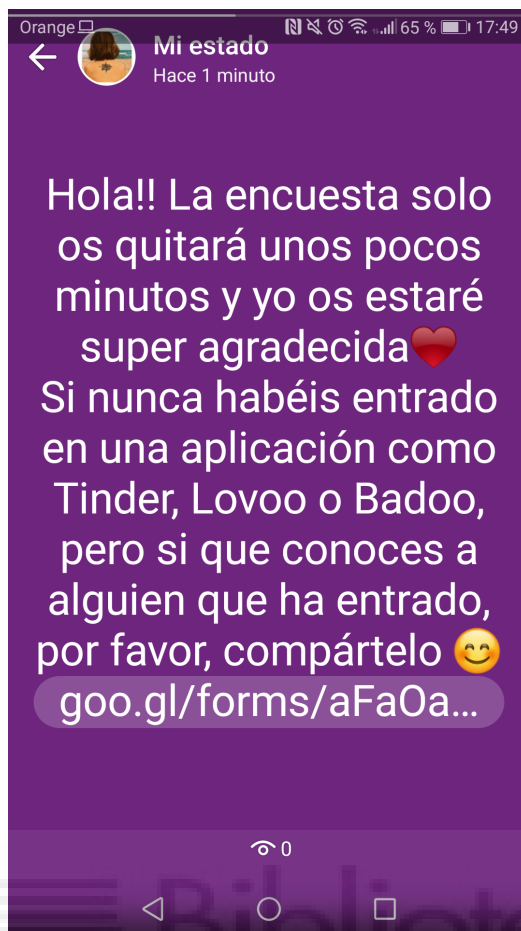 Orange 65 % 17:49
Mi estado
Hace 1 minuto
Hola!! La encuesta solo
os quitará unos pocos
minutos y yo os estaré
super agradecida❤
Si nunca habéis entrado
en una aplicación como
Tinder, Lovoo o Badoo,
pero si que conoces a
alguien que ha entrado,
por favor, compártelo 😊
goo.gl/forms/aFaOa...
0